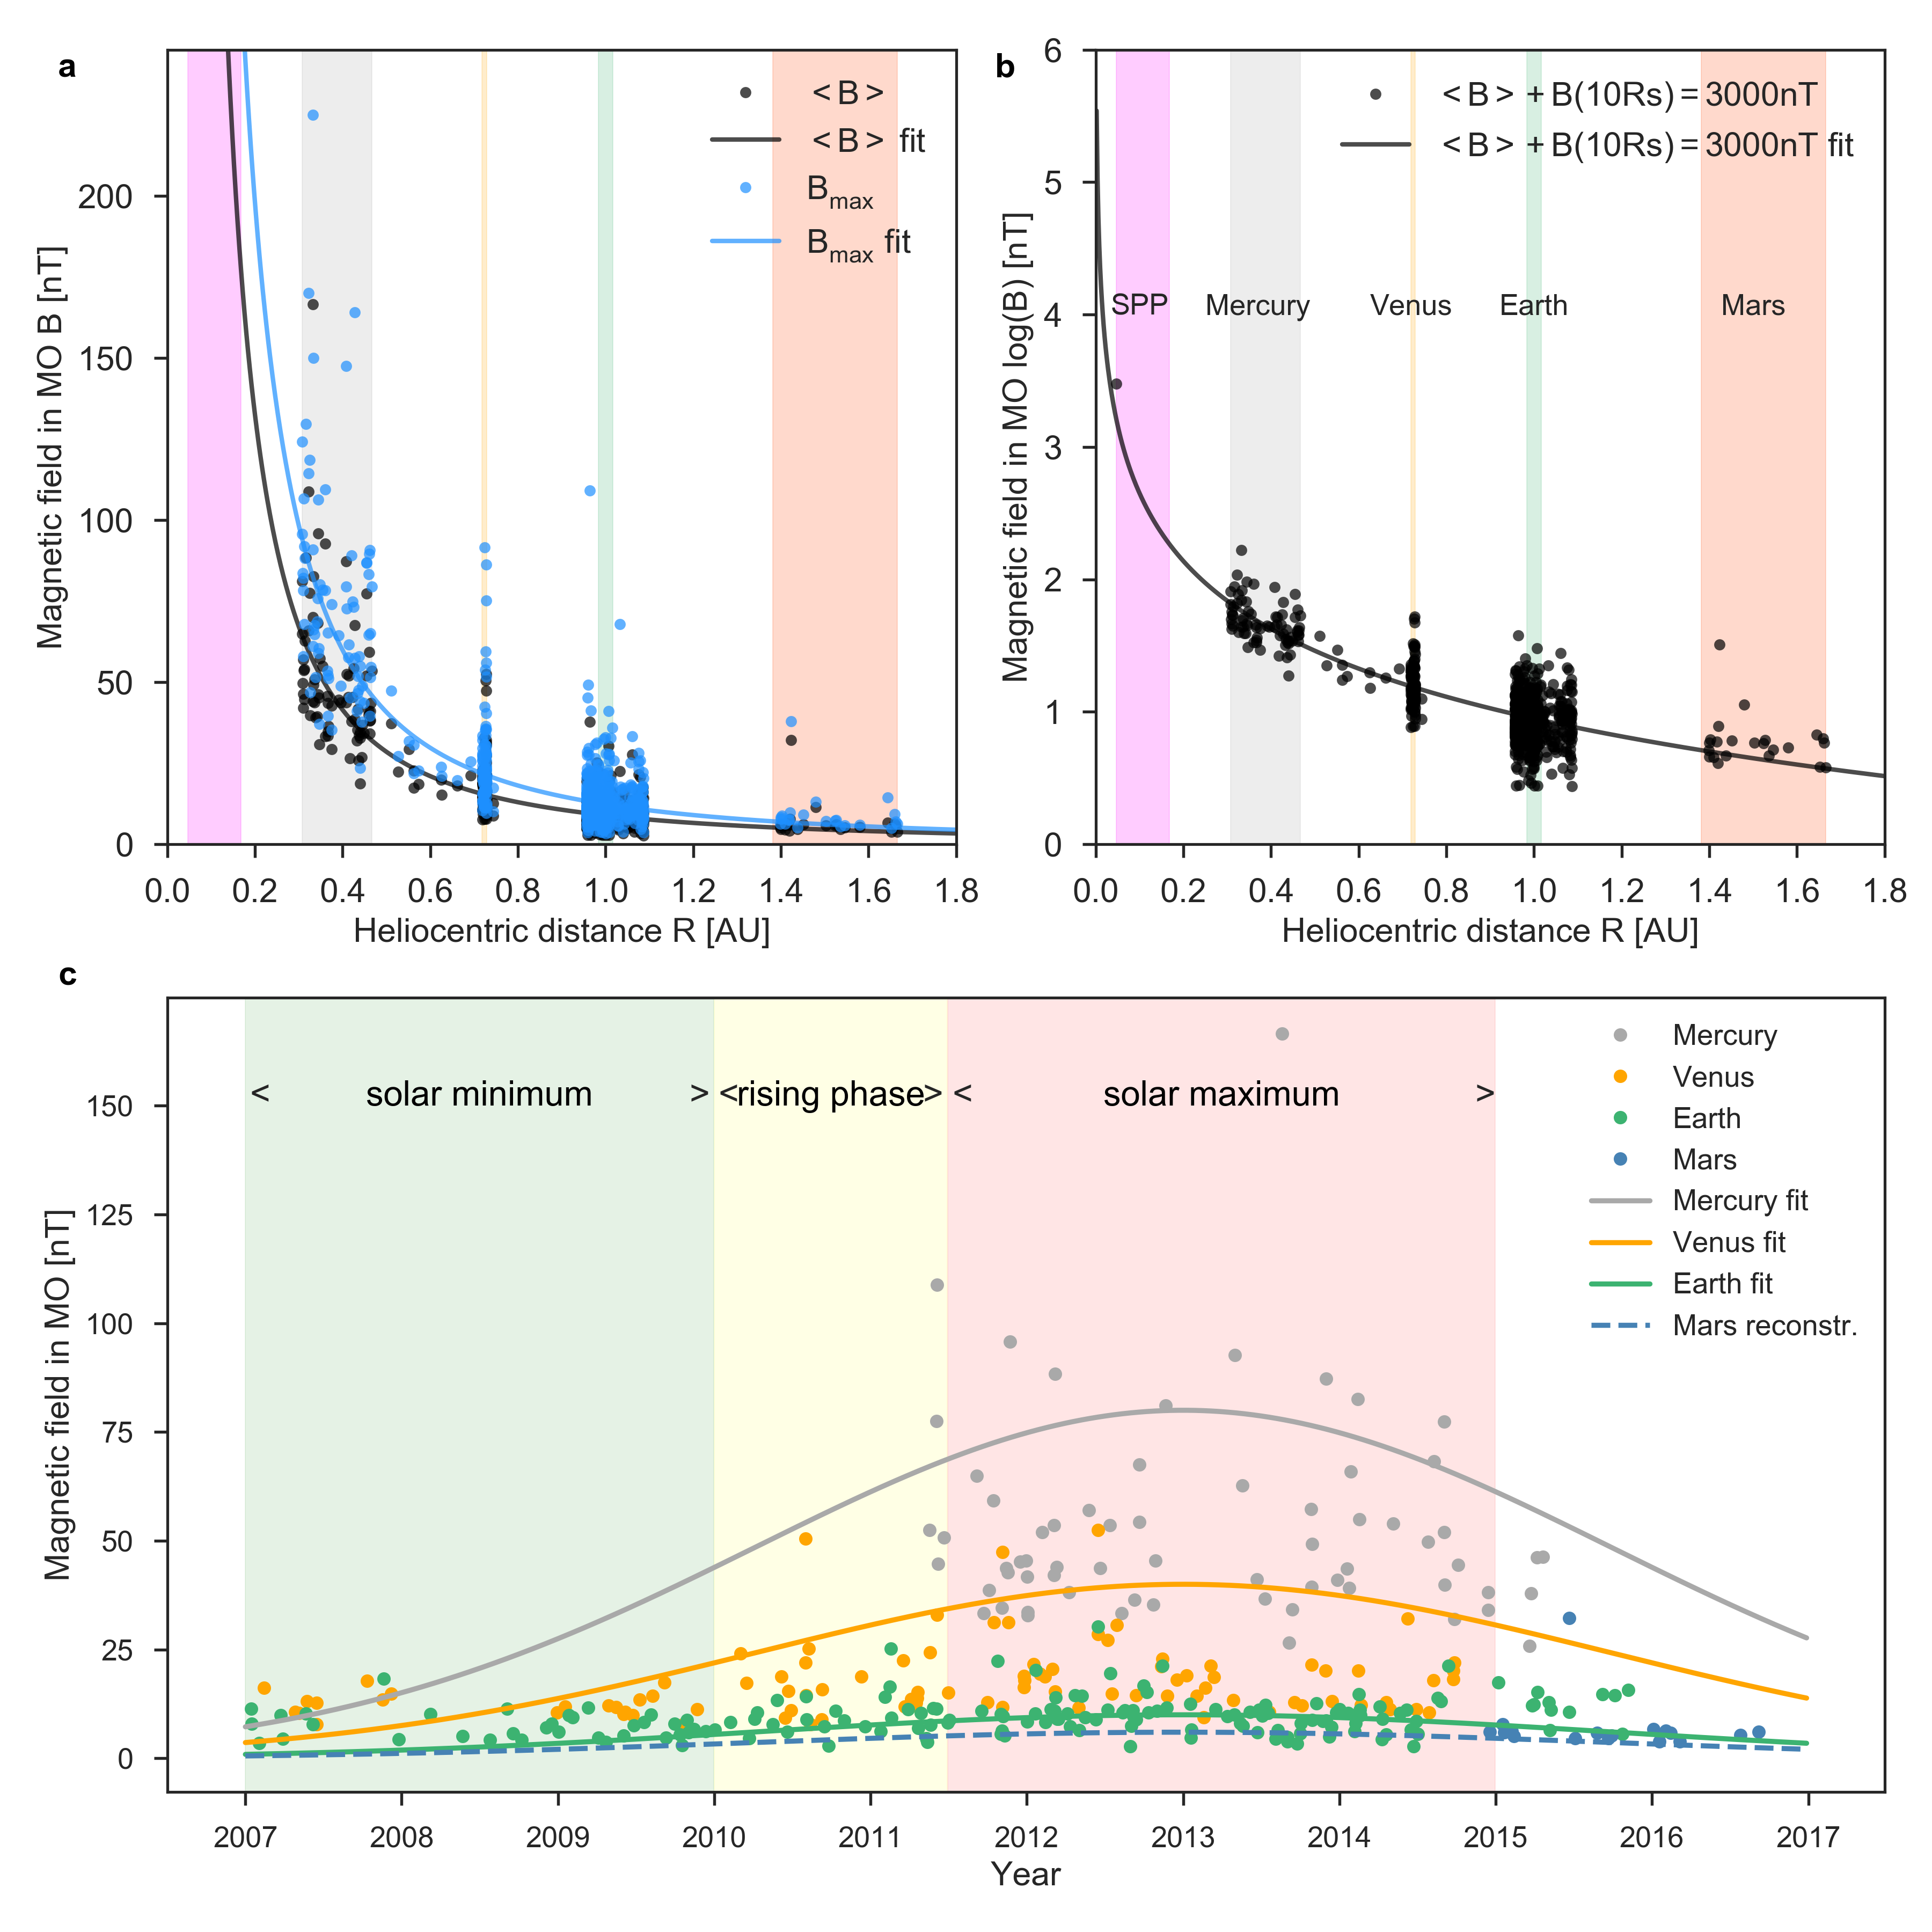 a
<B>
<B> fit
Bmax
Bmax fit
200
150
100
50
0
0.0 0.2 0.4 0.6 0.8 1.0 1.2 1.4 1.6 1.8
Heliocentric distance R [AU]
Magnetic field in MO B [nT]
b
<B> + B(10Rs) = 3000nT
<B> + B(10Rs) = 3000nT fit
SPP Mercury Venus Earth Mars
6
5
4
3
2
1
0
0.0 0.2 0.4 0.6 0.8 1.0 1.2 1.4 1.6 1.8
Heliocentric distance R [AU]
Magnetic field in MO log(B) [nT]
c
< solar minimum > <rising phase> < solar maximum >
Mercury
Venus
Earth
Mars
Mercury fit
Venus fit
Earth fit
Mars reconstr.
150
125
100
75
50
25
0
2007 2008 2009 2010 2011 2012 2013 2014 2015 2016 2017
Year
Magnetic field in MO [nT]